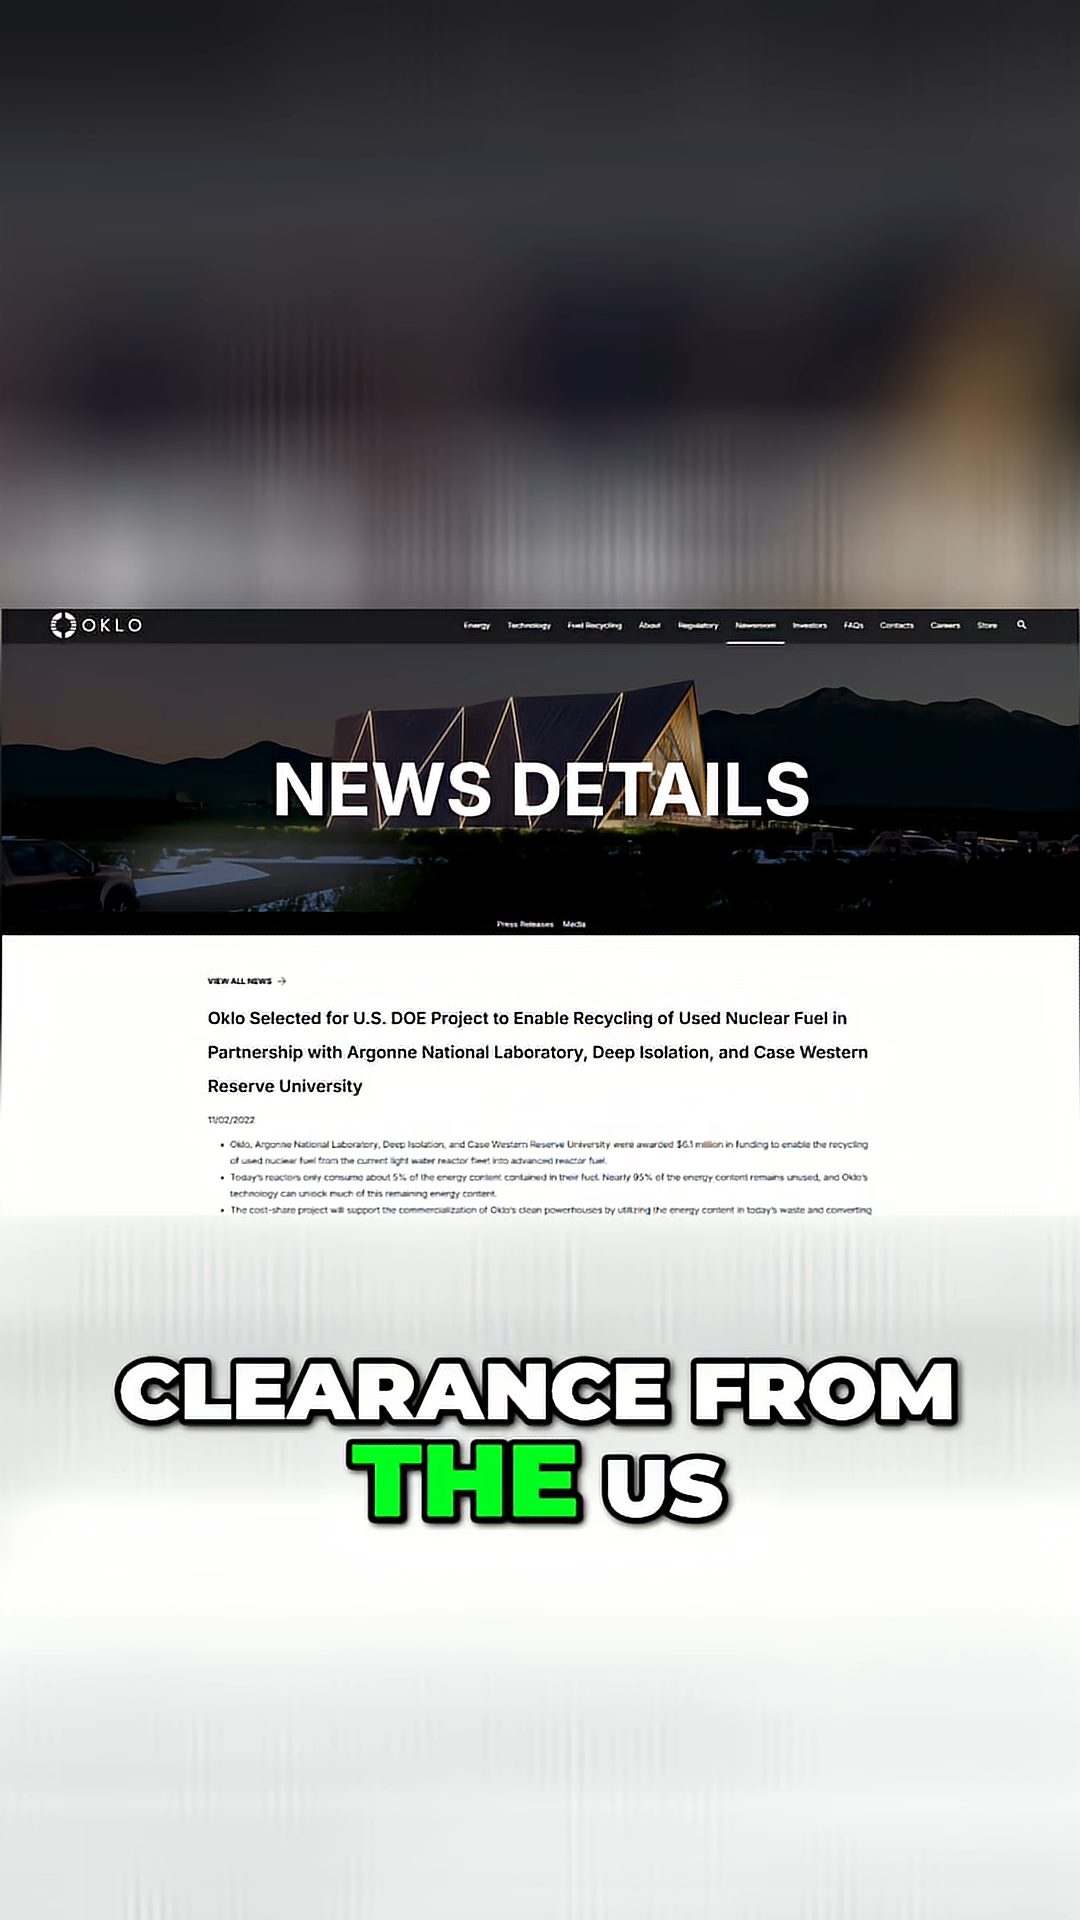 OKLO
Energy Technology Fuel Recycling About Regulatory Newsroom Investors FAQs Contacts Careers Store
NEWS DETAILS
Press Releases Media
VIEW ALL NEWS →
Oklo Selected for U.S. DOE Project to Enable Recycling of Used Nuclear Fuel in
Partnership with Argonne National Laboratory, Deep Isolation, and Case Western
Reserve University
11/02/2022
• Oklo, Argonne National Laboratory, Deep Isolation, and Case Western Reserve University were awarded $6.1 million in funding to enable the recycling
of used nuclear fuel from the current light water reactor fleet into advanced reactor fuel.
• Today's reactors only consume about 5% of the energy content contained in their fuel. Nearly 95% of the energy content remains unused, and Oklo's
technology can unlock much of this remaining energy content.
• The cost-share project will support the commercialization of Oklo's clean powerhouses by utilizing the energy content in today's waste and converting
CLEARANCE FROM
THE US